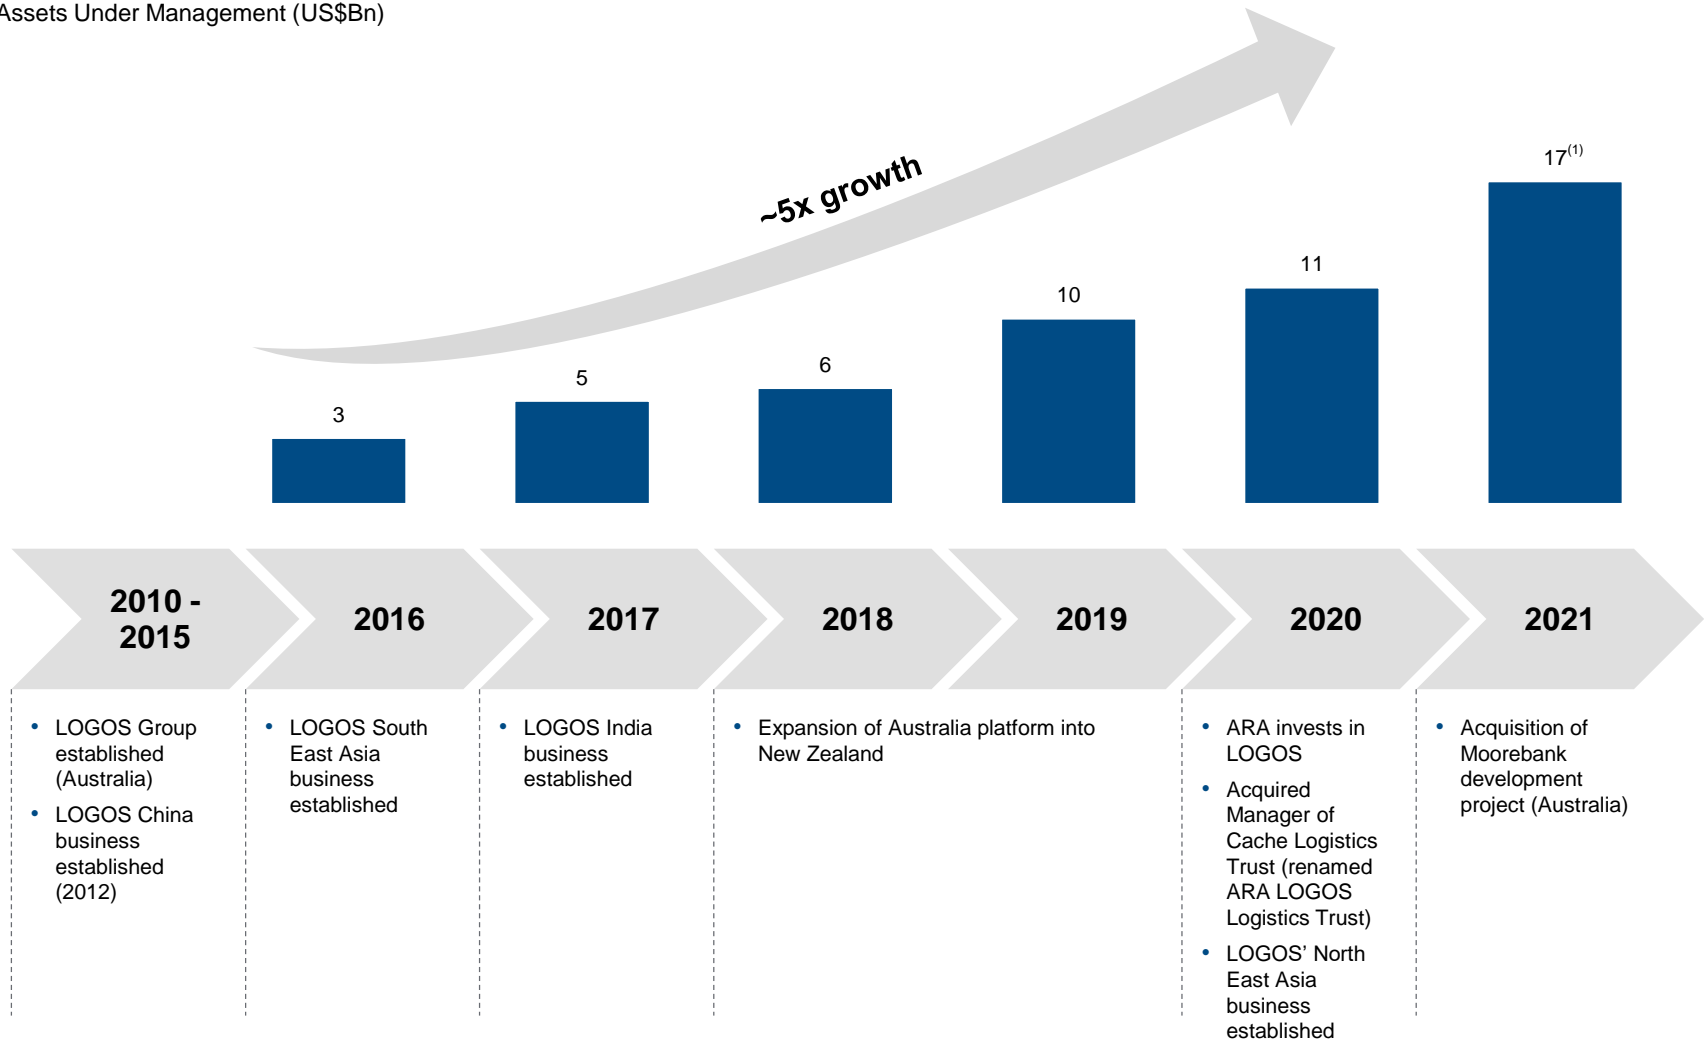 Assets Under Management (US$Bn)
~5x growth
3
5
6
10
11
17(1)
2010 -
2015
2016
2017
2018
2019
2020
2021
• LOGOS Group
established
(Australia)
• LOGOS China
business
established
(2012)
• LOGOS South
East Asia
business
established
• LOGOS India
business
established
• Expansion of Australia platform into
New Zealand
• ARA invests in
LOGOS
• Acquired
Manager of
Cache Logistics
Trust (renamed
ARA LOGOS
Logistics Trust)
• LOGOS’ North
East Asia
business
established
• Acquisition of
Moorebank
development
project (Australia)